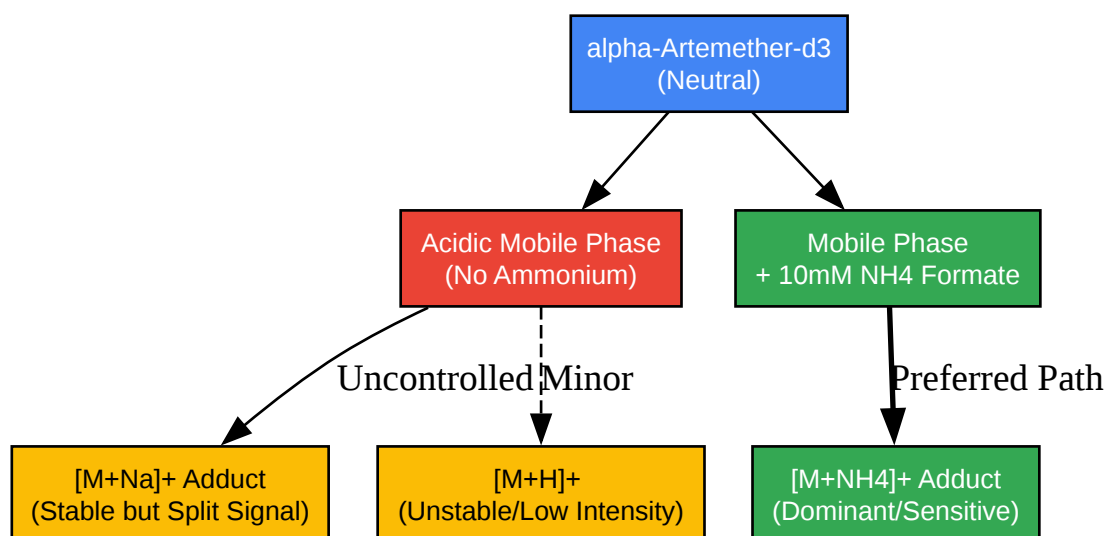 alpha-Artemether-d3
(Neutral)
Acidic Mobile Phase
(No Ammonium)
Mobile Phase
+ 10mM NH4 Formate
Uncontrolled
Minor
Preferred Path
[M+Na]+ Adduct
(Stable but Split Signal)
[M+H]+
(Unstable/Low Intensity)
[M+NH4]+ Adduct
(Dominant/Sensitive)